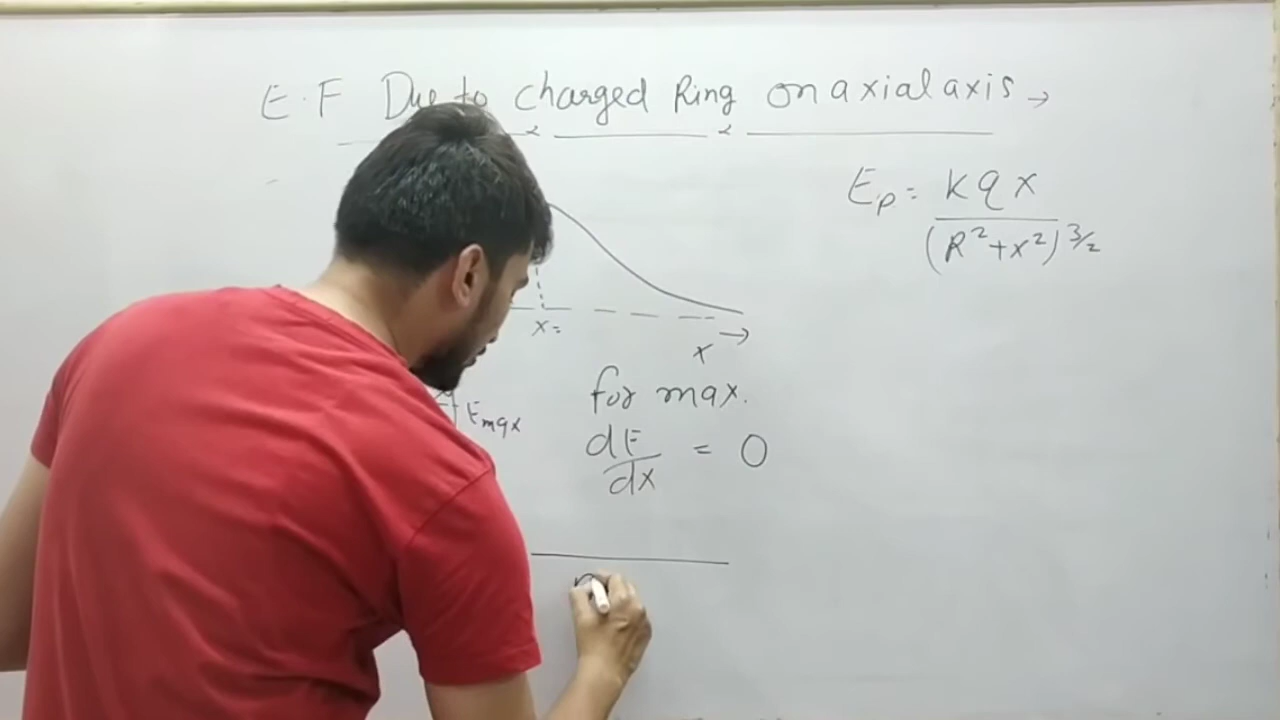 E.F Due to charged Ring on axial axis →
Ep = kqx / (R²+x²)^3/2
x =
x →
Emax
for max.
dE/dx = 0